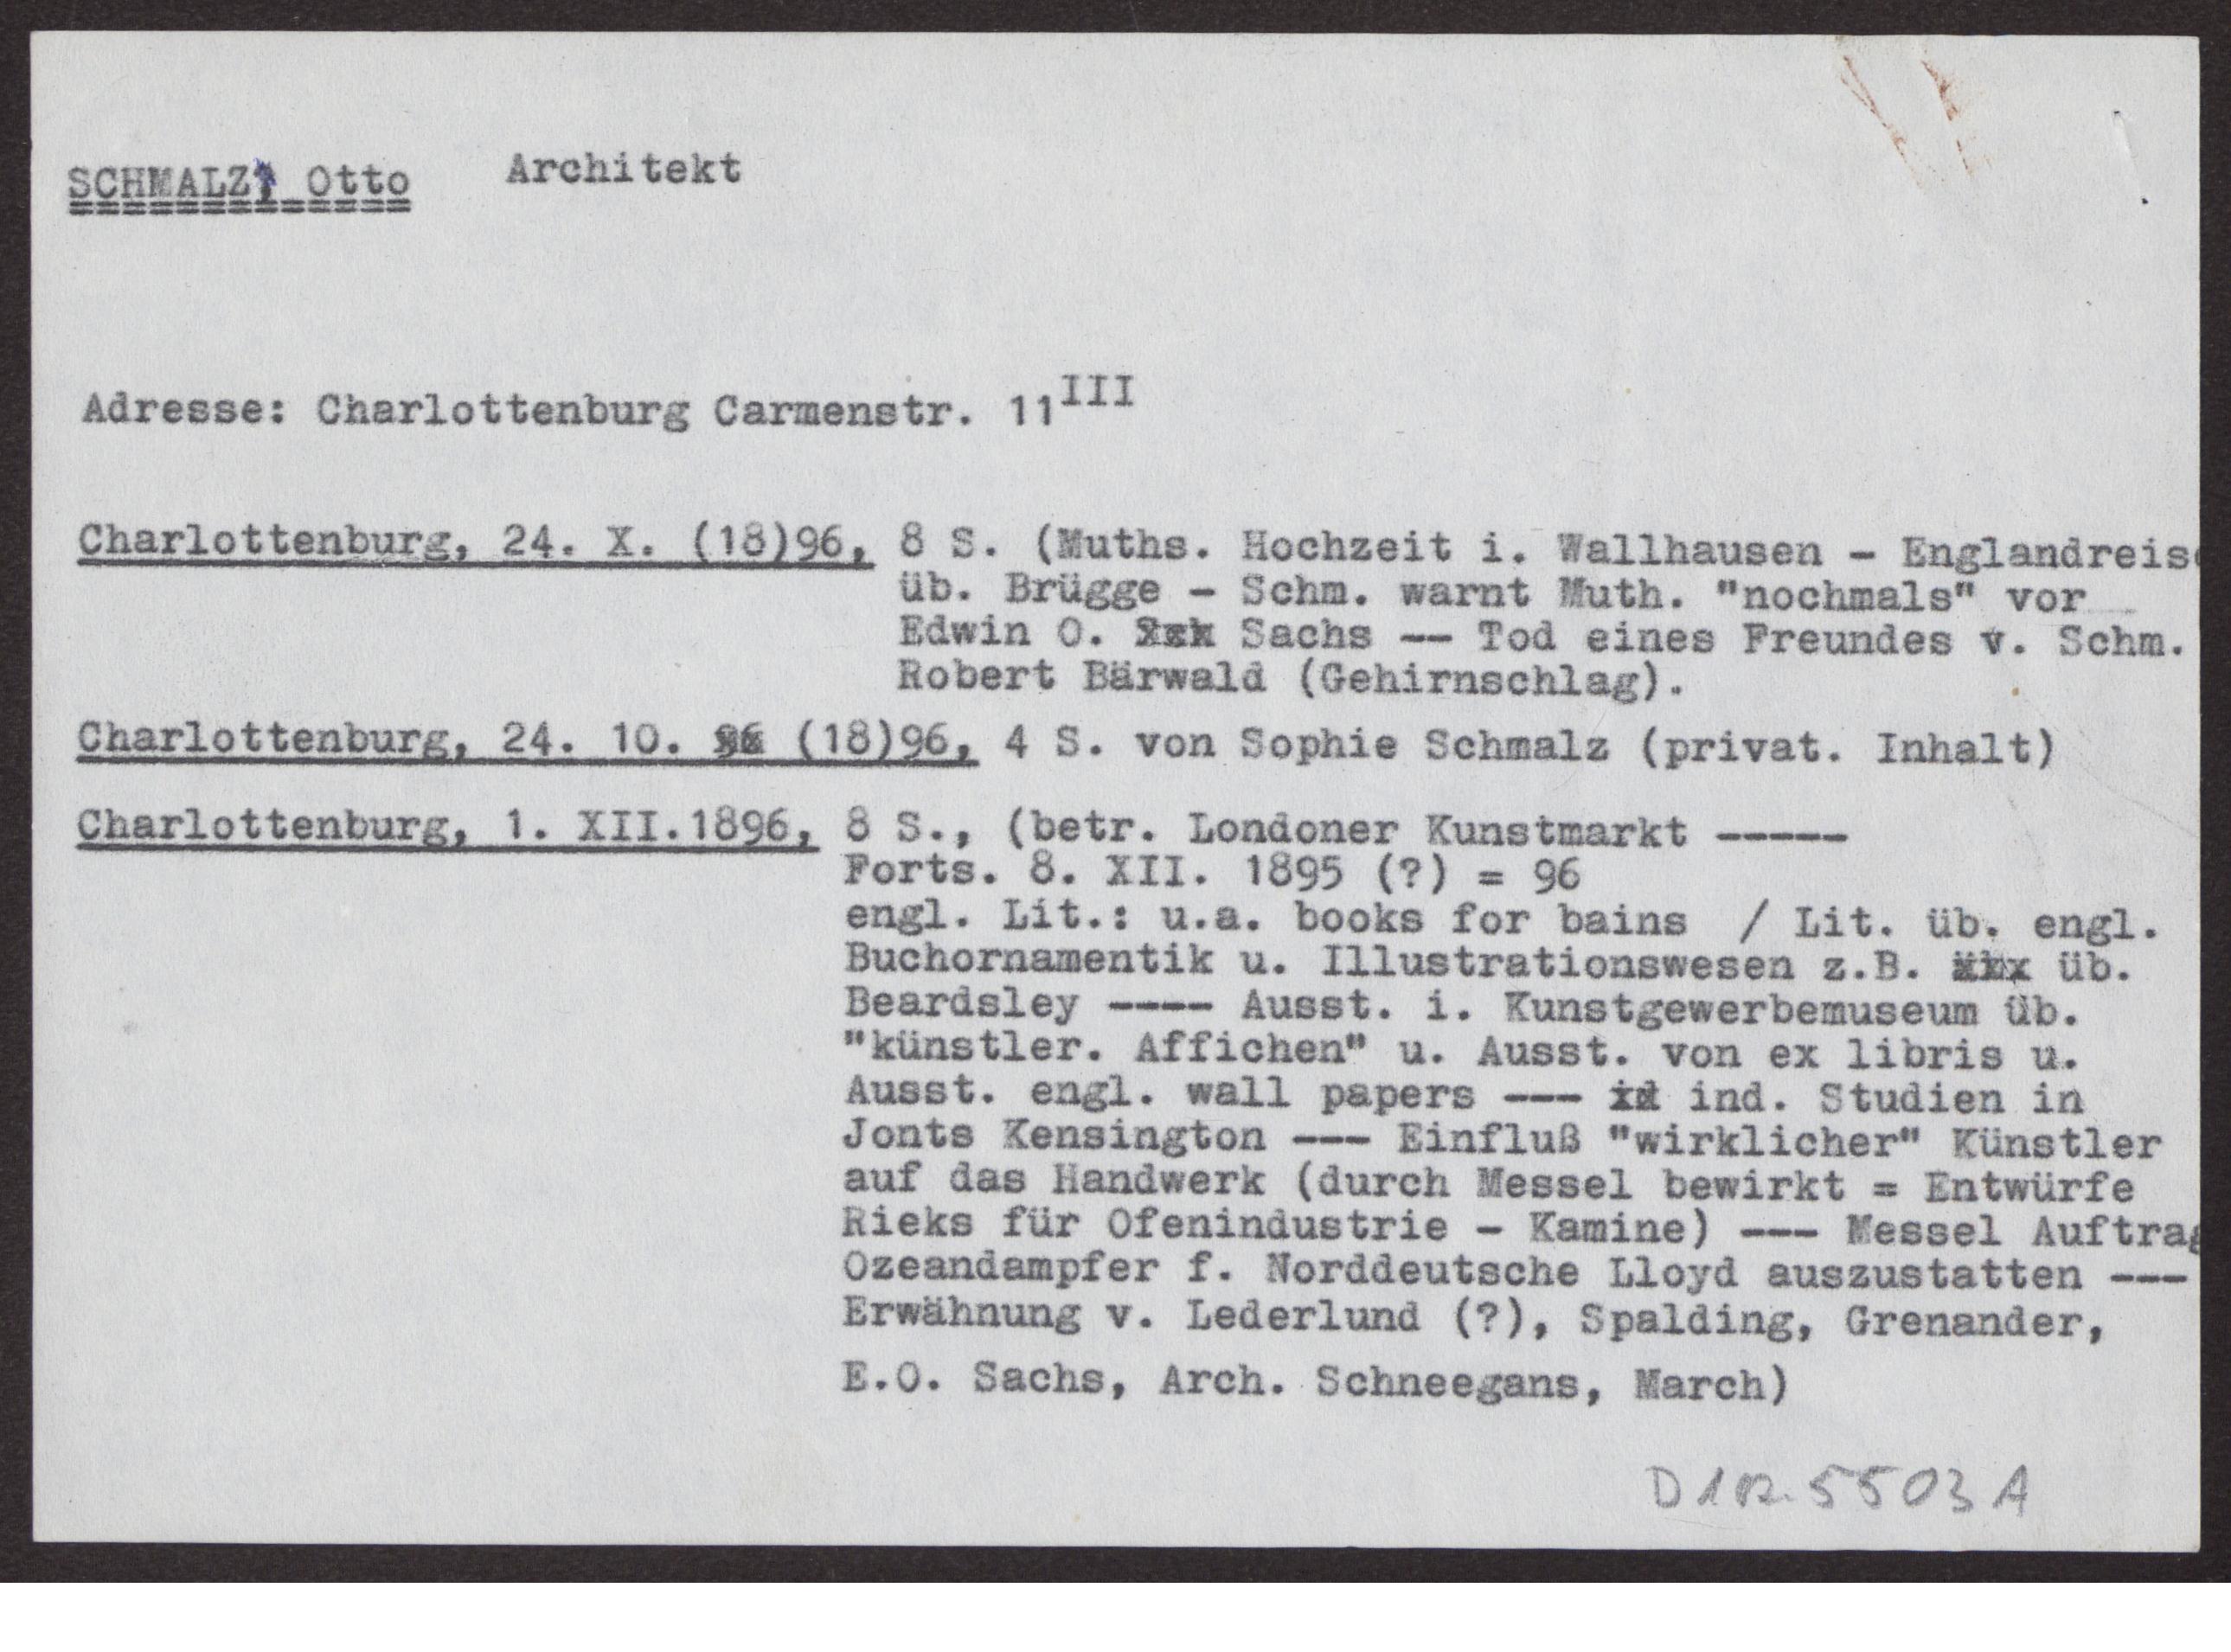 SCHMALZ, Otto Architekt
Adresse: Charlottenburg Carmenstr. 11III
Charlottenburg, 24. X. (18)96, 8 S. (Muths. Hochzeit i. Wallhausen - Englandreise
üb. Brügge - Schm. warnt Muth. "nochmals" vor
Edwin O. Sachs -- Tod eines Freundes v. Schm.
Robert Bärwald (Gehirnschlag).
Charlottenburg, 24. 10. (18)96, 4 S. von Sophie Schmalz (privat. Inhalt)
Charlottenburg, 1. XII.1896, 8 S., (betr. Londoner Kunstmarkt -----
Forts. 8. XII. 1895 (?) = 96
engl. Lit.: u.a. books for bains / Lit. üb. engl.
Buchornamentik u. Illustrationswesen z.B. üb.
Beardsley ---- Ausst. i. Kunstgewerbemuseum üb.
"künstler. Affichen" u. Ausst. von ex libris u.
Ausst. engl. wall papers --- ind. Studien in
Jonts Kensington --- Einfluß "wirklicher" Künstler
auf das Handwerk (durch Messel bewirkt = Entwürfe
Rieks für Ofenindustrie - Kamine) --- Messel Auftrag
Ozeandampfer f. Norddeutsche Lloyd auszustatten ---
Erwähnung v. Lederlund (?), Spalding, Grenander,
E.O. Sachs, Arch. Schneegans, March)
5503 A